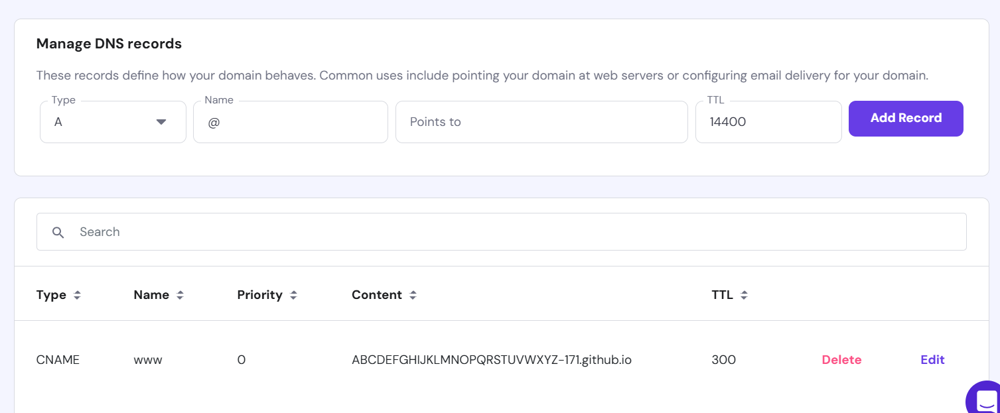 Manage DNS records
These records define how your domain behaves. Common uses include pointing your domain at web servers or configuring email delivery for your domain.
Type Name TTL
A @ Points to 14400 Add Record
Search
Type Name Priority Content TTL
CNAME www 0 ABCDEFGHIJKLMNOPQRSTUVWXYZ-171.github.io 300 Delete Edit